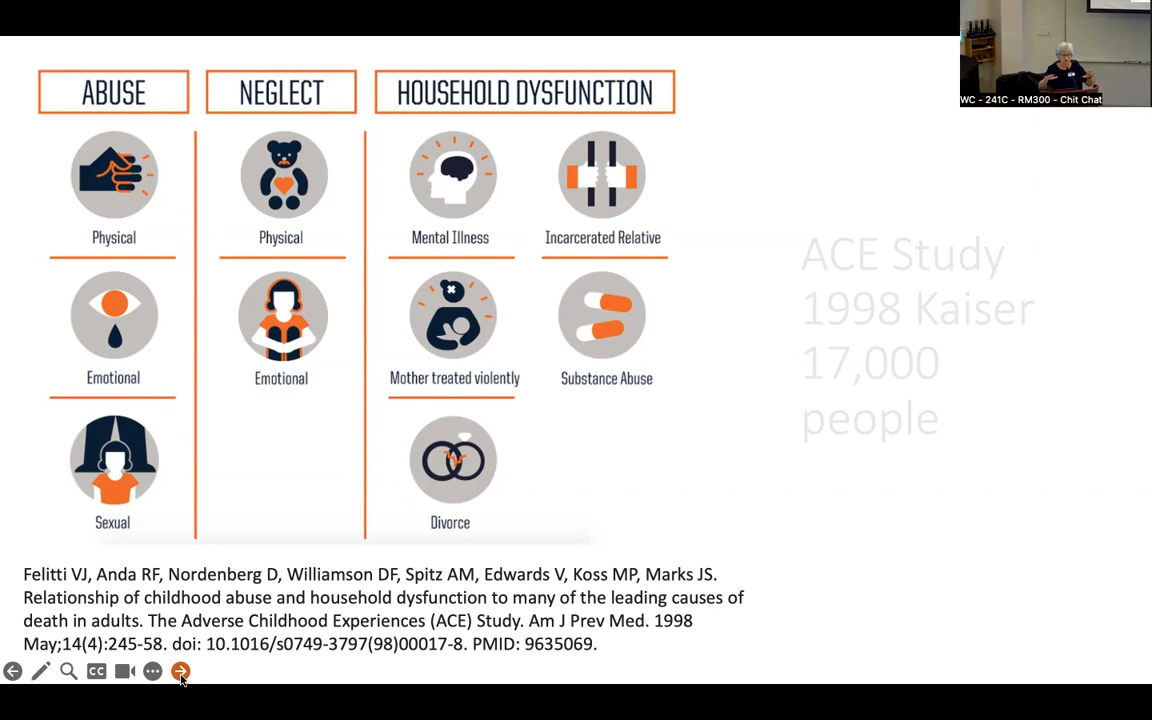 WC - 241C - RM300 - Chit Chat
ABUSE
NEGLECT
HOUSEHOLD DYSFUNCTION
Physical
Physical
Mental Illness
Incarcerated Relative
Emotional
Emotional
Mother treated violently
Substance Abuse
Sexual
Divorce
ACE Study
1998 Kaiser
17,000
people
Felitti VJ, Anda RF, Nordenberg D, Williamson DF, Spitz AM, Edwards V, Koss MP, Marks JS.
Relationship of childhood abuse and household dysfunction to many of the leading causes of
death in adults. The Adverse Childhood Experiences (ACE) Study. Am J Prev Med. 1998
May;14(4):245-58. doi: 10.1016/s0749-3797(98)00017-8. PMID: 9635069.
CC